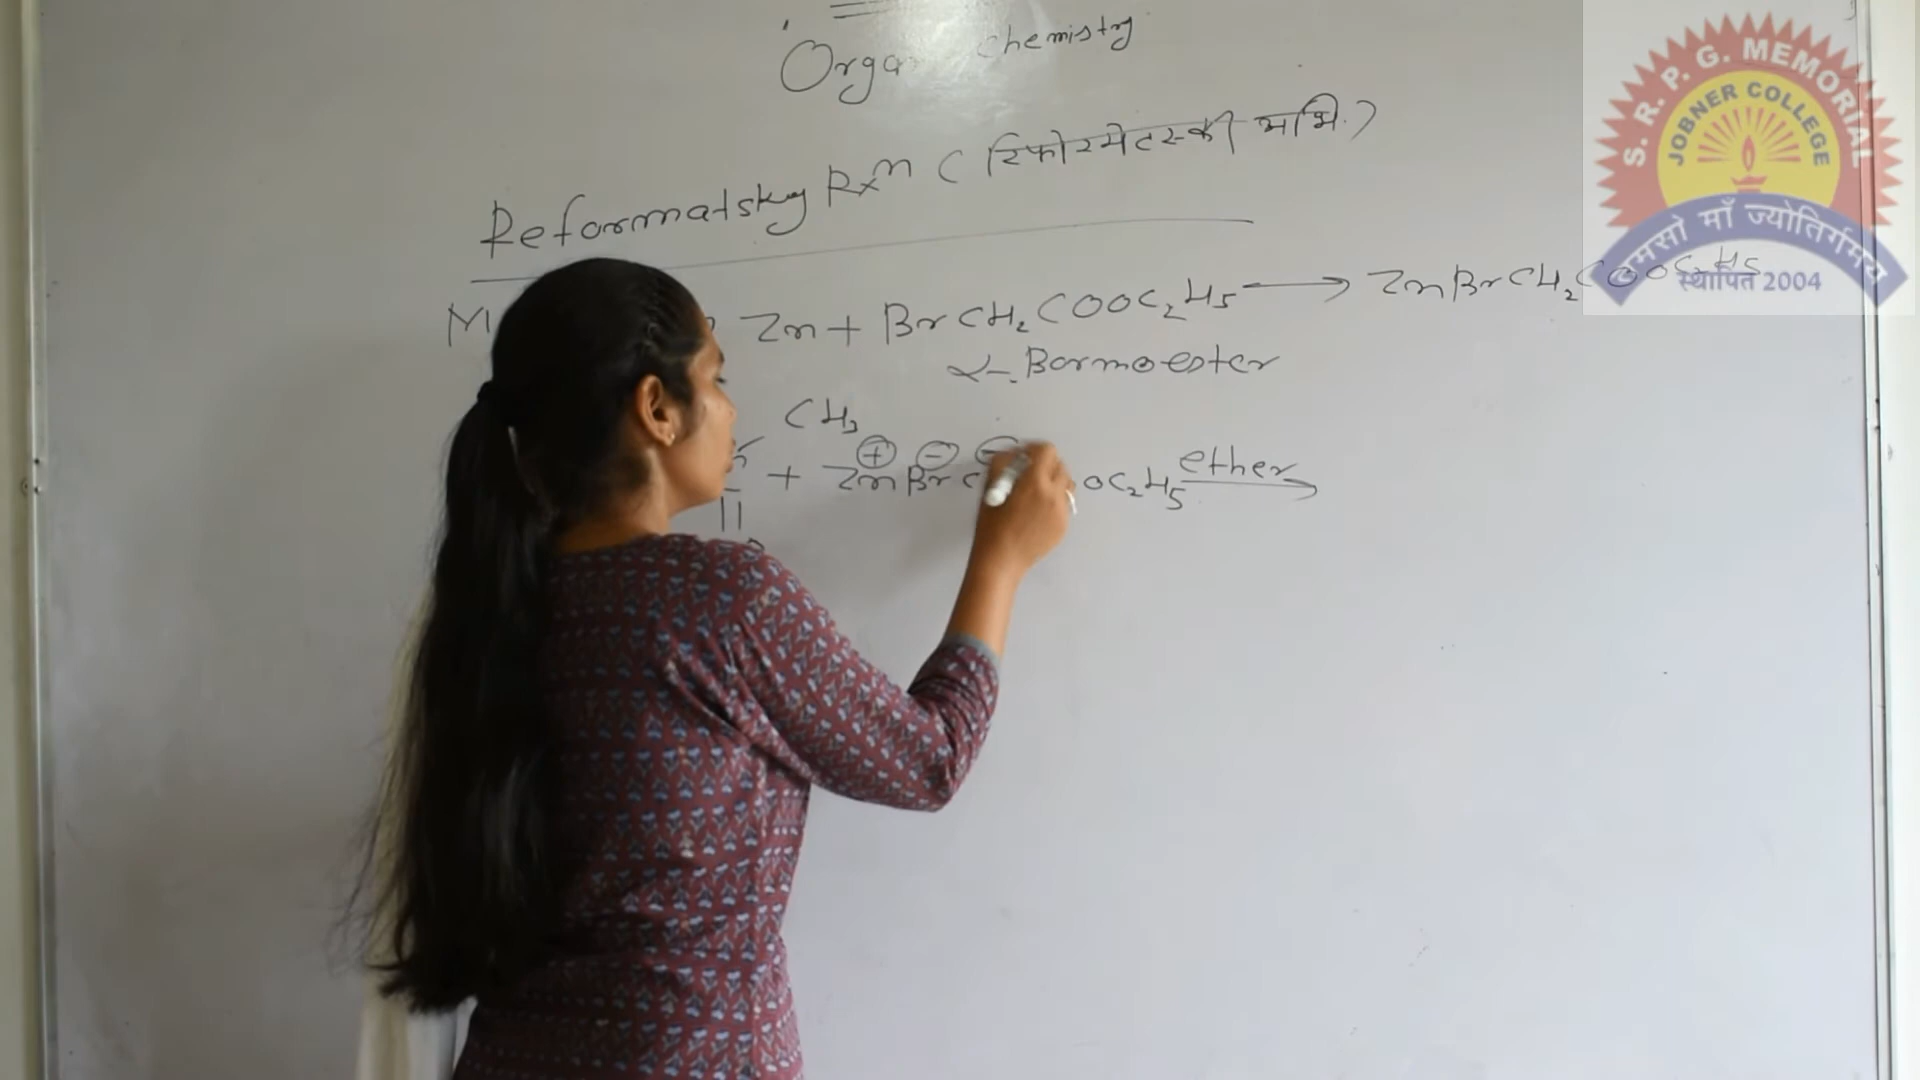 Organ Chemistry
Reformatsky Rxn (रिफोरमेटस्की अभि.)
Zn + BrCH2COOC2H5 → ZnBrCH2COOC2H5
α-Bormoester
CH3
+ ZnBrC OC2H5 ether →
⊕ ⊖ ⊖
S. R. P. G. MEMORIAL
JOBNER COLLEGE
तमसो माँ ज्योतिर्गमय
स्थापित 2004